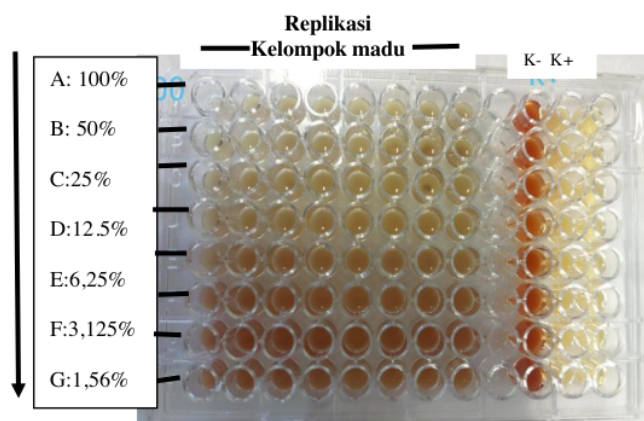 Replikasi
Kelompok madu
K- K+
A: 100%
B: 50%
C:25%
D:12.5%
E:6,25%
F:3,125%
G:1,56%